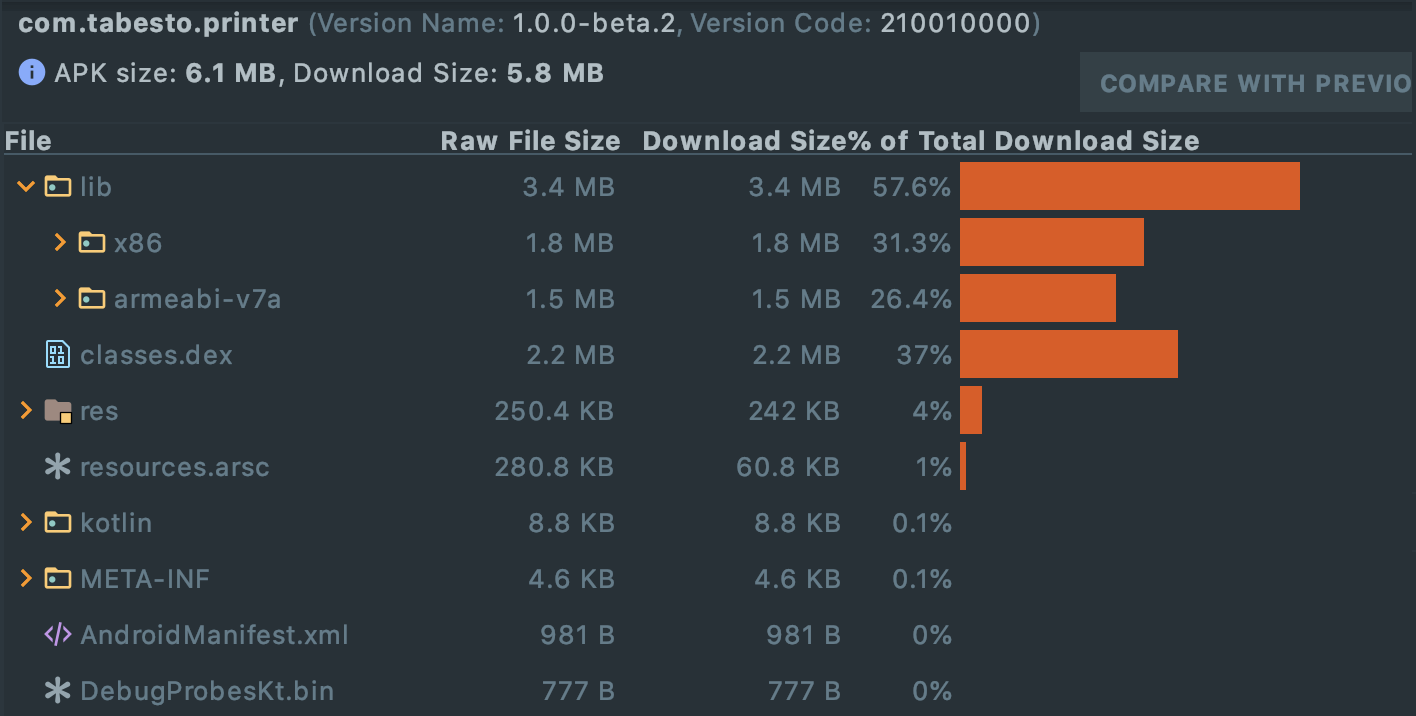 com.tabesto.printer (Version Name: 1.0.0-beta.2, Version Code: 210010000)
APK size: 6.1 MB, Download Size: 5.8 MB
COMPARE WITH PREVIO
File Raw File Size Download Size % of Total Download Size
lib 3.4 MB 3.4 MB 57.6%
x86 1.8 MB 1.8 MB 31.3%
armeabi-v7a 1.5 MB 1.5 MB 26.4%
classes.dex 2.2 MB 2.2 MB 37%
res 250.4 KB 242 KB 4%
resources.arsc 280.8 KB 60.8 KB 1%
kotlin 8.8 KB 8.8 KB 0.1%
META-INF 4.6 KB 4.6 KB 0.1%
AndroidManifest.xml 981 B 981 B 0%
DebugProbesKt.bin 777 B 777 B 0%